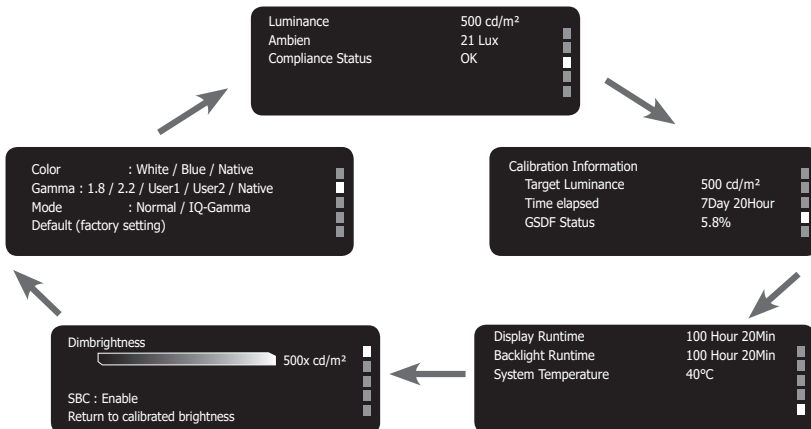 Luminance 500 cd/m²
Ambien 21 Lux
Compliance Status OK
Color : White / Blue / Native
Gamma : 1.8 / 2.2 / User1 / User2 / Native
Mode : Normal / IQ-Gamma
Default (factory setting)
Calibration Information
Target Luminance 500 cd/m²
Time elapsed 7Day 20Hour
GSDF Status 5.8%
Dimbrightness
500x cd/m²
SBC : Enable
Return to calibrated brightness
Display Runtime 100 Hour 20Min
Backlight Runtime 100 Hour 20Min
System Temperature 40°C